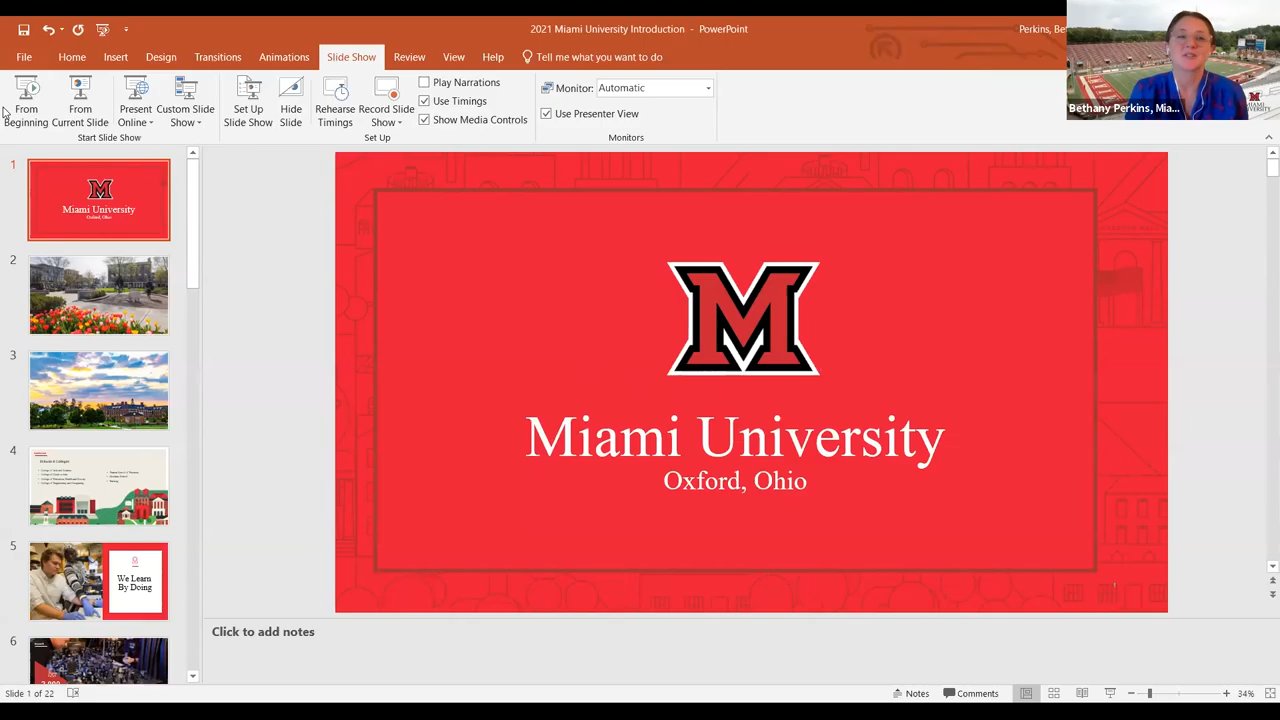 2021 Miami University Introduction - PowerPoint
Perkins, Be
File Home Insert Design Transitions Animations Slide Show Review View Help Tell me what you want to do
From Beginning
From Current Slide
Present Online
Custom Slide Show
Start Slide Show
Set Up Slide Show
Hide Slide
Rehearse Timings
Record Slide Show
Play Narrations
Use Timings
Show Media Controls
Set Up
Monitor: Automatic
Use Presenter View
Monitors
Bethany Perkins, Mia...
1
M
Miami University
Oxford, Ohio
2
3
4
5
We Learn
By Doing
6
M
Miami University
Oxford, Ohio
Click to add notes
Slide 1 of 22
Notes
Comments
34%